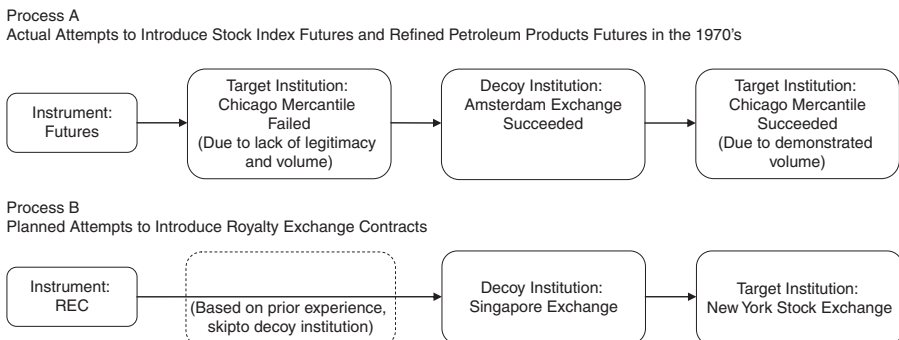 Process A
Actual Attempts to Introduce Stock Index Futures and Refined Petroleum Products Futures in the 1970's
Instrument:
Futures
Target Institution:
Chicago Mercantile
Failed
(Due to lack of legitimacy
and volume)
Decoy Institution:
Amsterdam Exchange
Succeeded
Target Institution:
Chicago Mercantile
Succeeded
(Due to demonstrated
volume)
Process B
Planned Attempts to Introduce Royalty Exchange Contracts
Instrument:
REC
(Based on prior experience,
skipto decoy institution)
Decoy Institution:
Singapore Exchange
Target Institution:
New York Stock Exchange